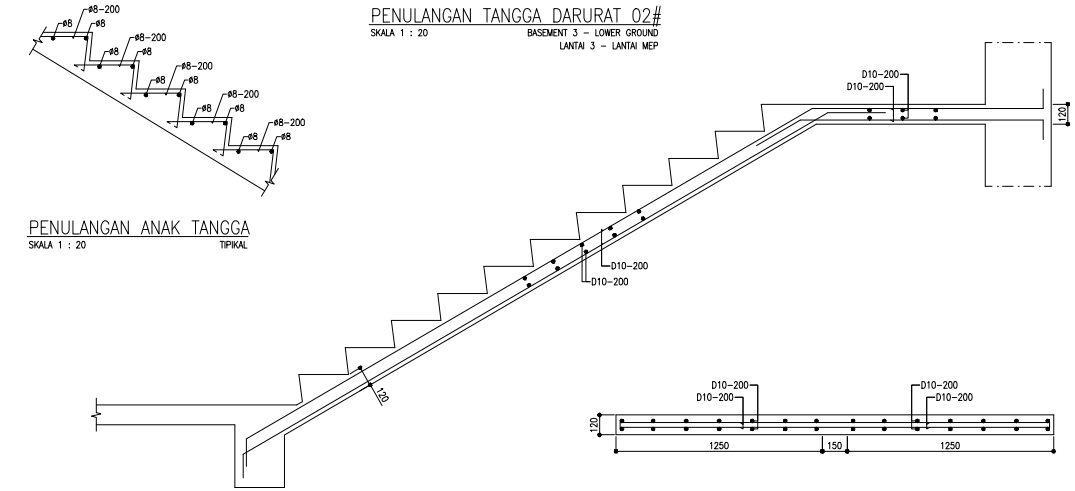 PENULANGAN TANGGA DARURAT 02#
SKALA 1 : 20
BASEMENT 3 - LOWER GROUND
LANTAI 3 - LANTAI MEP
ø8-200
ø8
ø8
ø8-200
ø8
ø8
ø8-200
ø8
ø8
ø8-200
ø8
ø8
ø8-200
ø8
ø8
PENULANGAN ANAK TANGGA
SKALA 1 : 20
TIPIKAL
D10-200
D10-200
120
D10-200
D10-200
120
D10-200
D10-200
D10-200
D10-200
120
1250
150
1250